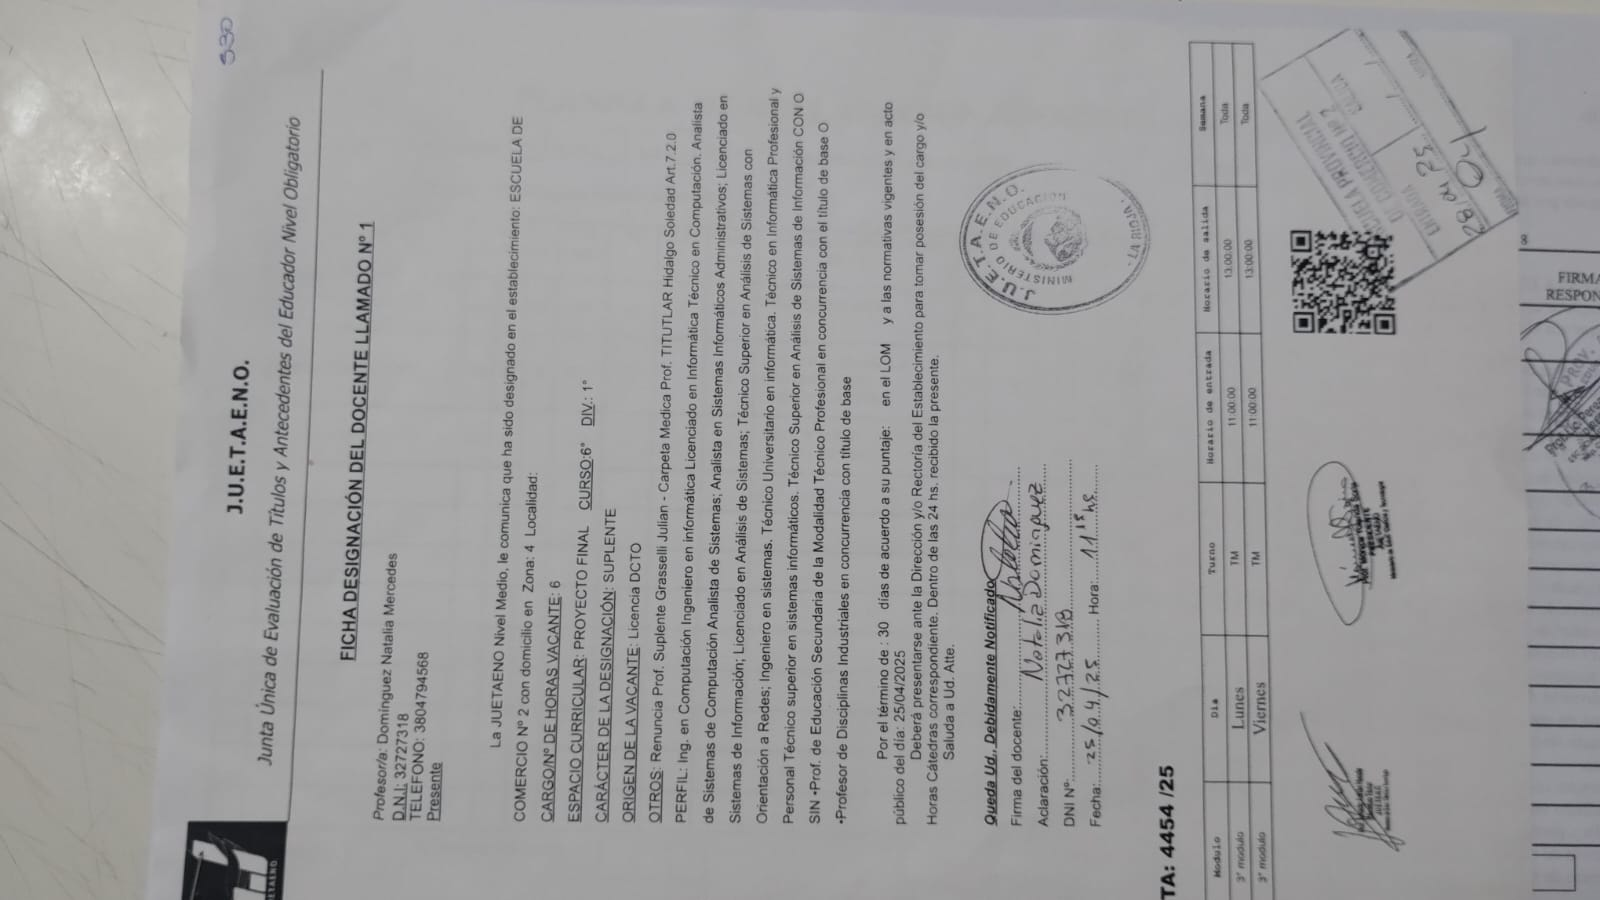 530
J.U.E.T.A.E.N.O.
Junta Única de Evaluación de Títulos y Antecedentes del Educador Nivel Obligatorio
FICHA DESIGNACIÓN DEL DOCENTE LLAMADO Nº 1
Profesor/a: Dominguez Natalia Mercedes
D.N.I: 32727318
TELEFONO: 3804794568
Presente
La JUETAENO Nivel Medio, le comunica que ha sido designado en el establecimiento: ESCUELA DE
COMERCIO Nº 2 con domicilio en Zona: 4 Localidad:
CARGO/Nº DE HORAS VACANTE: 6
ESPACIO CURRICULAR: PROYECTO FINAL CURSO:6° DIV.: 1°
CARÁCTER DE LA DESIGNACIÓN: SUPLENTE
ORIGEN DE LA VACANTE: Licencia DCTO
OTROS: Renuncia Prof. Suplente Grasselli Julian - Carpeta Medica Prof. TITUTLAR Hidalgo Soledad Art.7.2.0
PERFIL: Ing. en Computación Ingeniero en informática Licenciado en Informática Técnico en Computación. Analista
de Sistemas de Computación Analista de Sistemas; Analista en Sistemas Informáticos Administrativos; Licenciado en
Sistemas de Información; Licenciado en Análisis de Sistemas; Técnico Superior en Análisis de Sistemas con
Orientación a Redes; Ingeniero en sistemas. Técnico Universitario en informática. Técnico en Informática Profesional y
Personal Técnico superior en sistemas informáticos. Técnico Superior en Análisis de Sistemas de Información CON O
SIN •Prof. de Educación Secundaria de la Modalidad Técnico Profesional en concurrencia con el título de base O
•Profesor de Disciplinas Industriales en concurrencia con título de base
Por el término de : 30 días de acuerdo a su puntaje: en el LOM y a las normativas vigentes y en acto
público del día: 25/04/2025
Deberá presentarse ante la Dirección y/o Rectoría del Establecimiento para tomar posesión del cargo y/o
Horas Cátedras correspondiente. Dentro de las 24 hs. recibido la presente.
Saluda a Ud. Atte.
Queda Ud., Debidamente Notificado
Firma del docente:
Aclaración: Natalia Dominguez
DNI Nº: 32727318
Fecha: 25/04/25 Hora: 11:15 hs
J.U.E.T.A.E.N.O.
MINISTERIO DE EDUCACIÓN
LA RIOJA
TA: 4454 /25
Modulo Dia Turno Horario de entrada Horario de salida Semana
3° modulo Lunes TM 11:00:00 13:00:00 Toda
3° modulo Viernes TM 11:00:00 13:00:00 Toda
ESCUELA PROVINCIAL
DE COMERCIO Nº 2
ENTRADA
28/04/25
04
FIRMA
RESPON